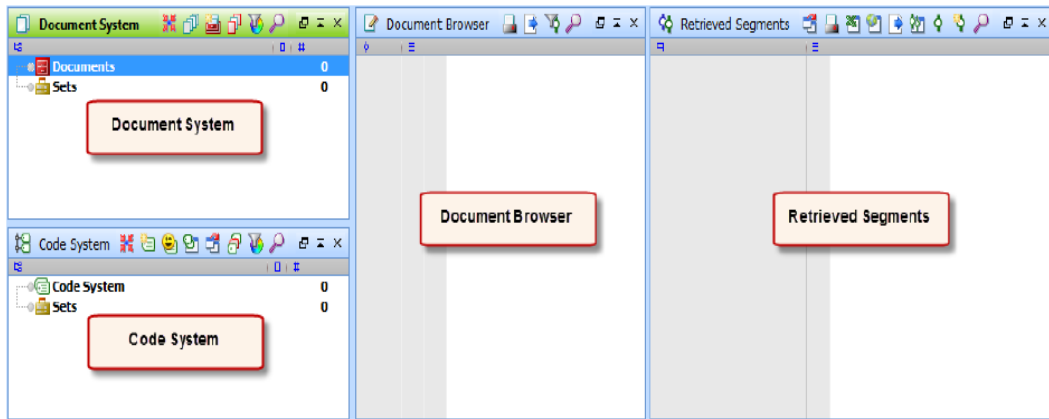 Document System
Documents 0
Sets 0
Document System
Code System
Code System 0
Sets 0
Code System
Document Browser
Document Browser
Retrieved Segments
Retrieved Segments